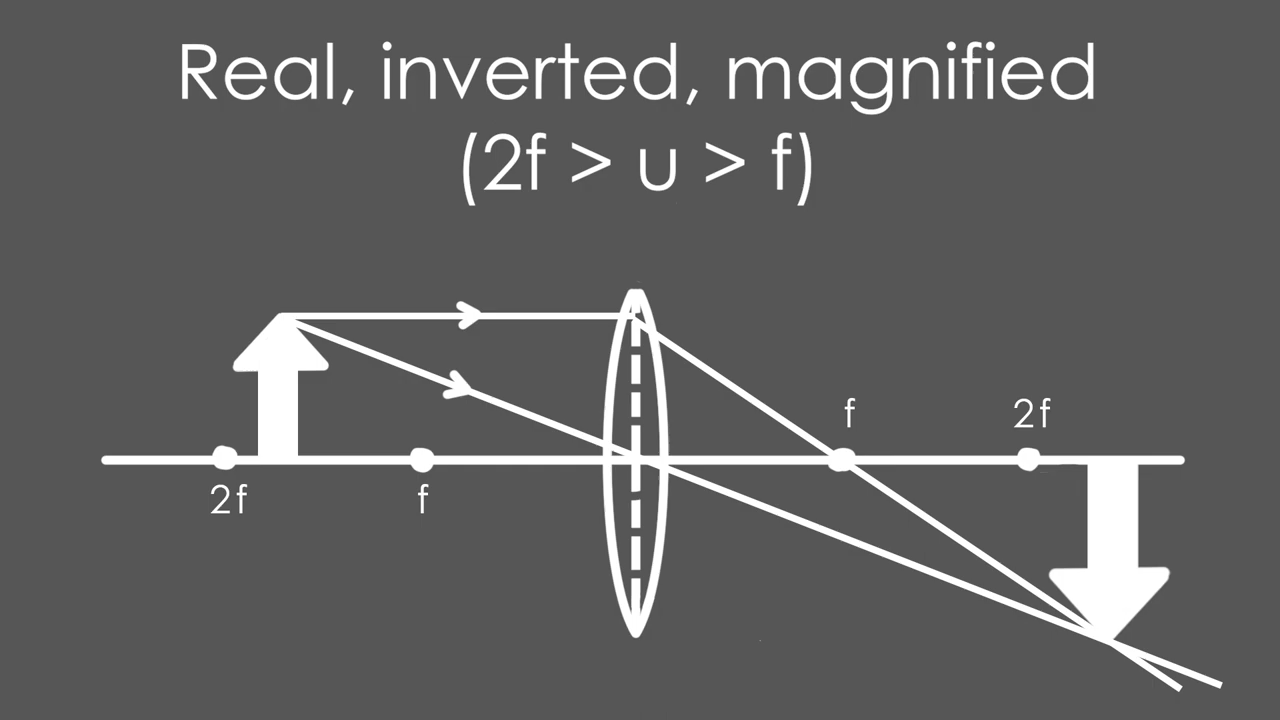 Real, inverted, magnified
(2f > u > f)
f
2f
2f
f